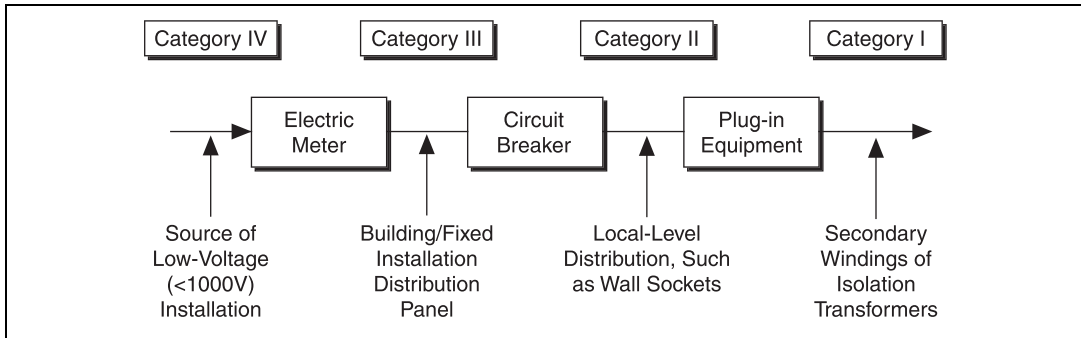 Category IV
Category III
Category II
Category I
Electric
Meter
Circuit
Breaker
Plug-in
Equipment
Source of
Low-Voltage
(<1000V)
Installation
Building/Fixed
Installation
Distribution
Panel
Local-Level
Distribution, Such
as Wall Sockets
Secondary
Windings of
Isolation
Transformers